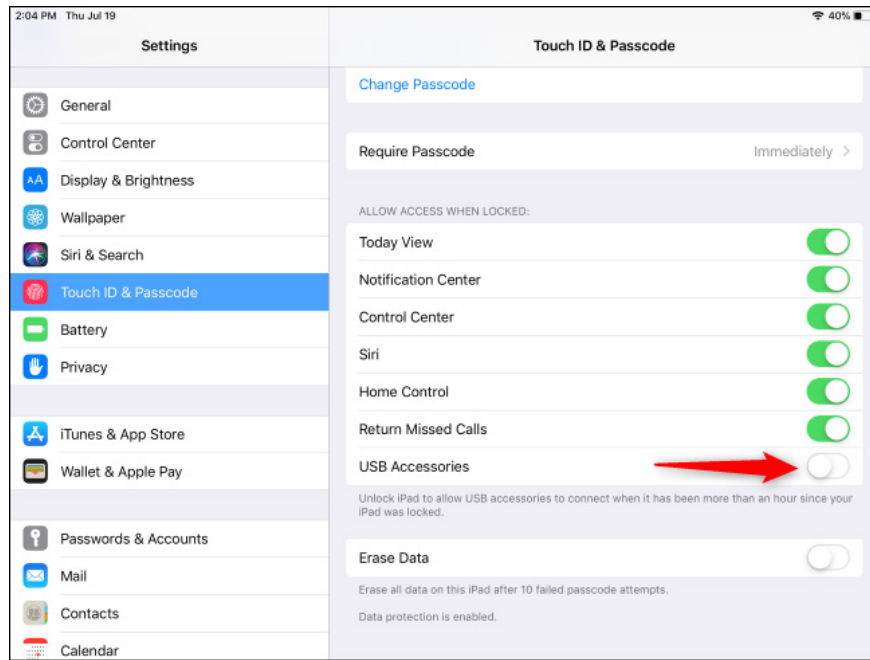 2:04 PM Thu Jul 19
40%
Settings
Touch ID & Passcode
General
Control Center
AA
Display & Brightness
Wallpaper
Siri & Search
Touch ID & Passcode
Battery
Privacy
iTunes & App Store
Wallet & Apple Pay
Passwords & Accounts
Mail
Contacts
Calendar
Change Passcode
Require Passcode
Immediately
ALLOW ACCESS WHEN LOCKED:
Today View
Notification Center
Control Center
Siri
Home Control
Return Missed Calls
USB Accessories
Unlock iPad to allow USB accessories to connect when it has been more than an hour since your
iPad was locked.
Erase Data
Erase all data on this iPad after 10 failed passcode attempts.
Data protection is enabled.